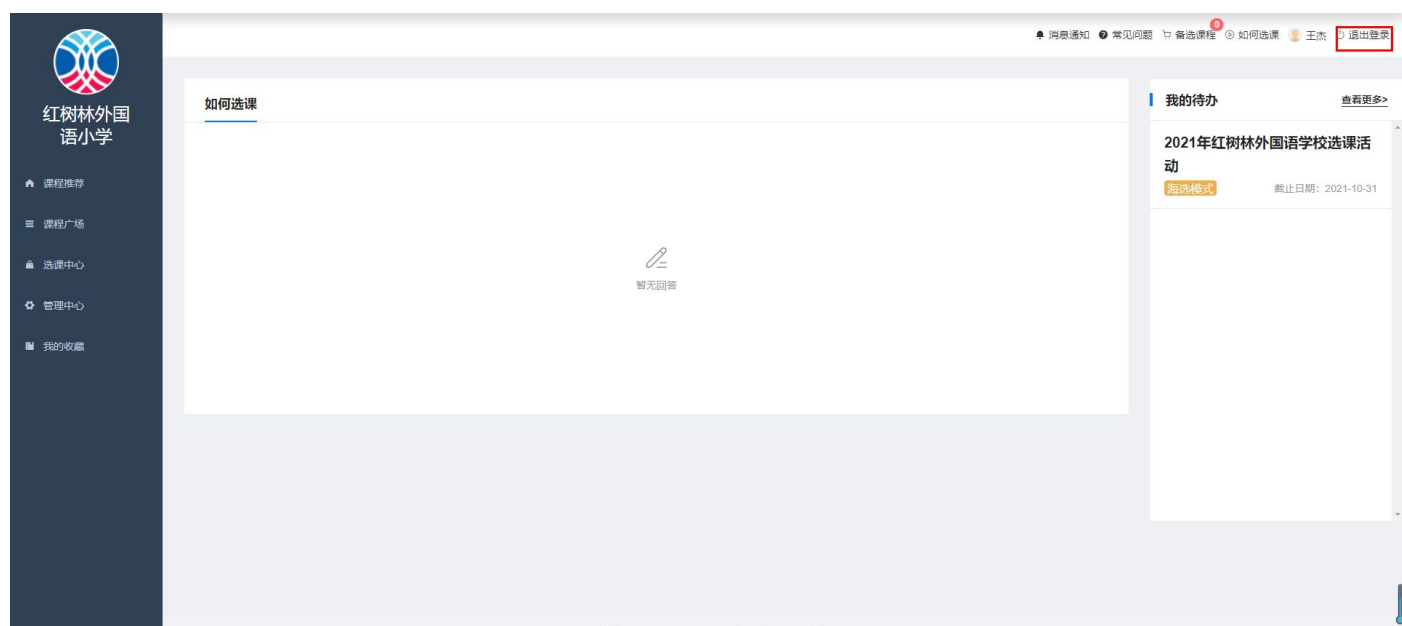 消息通知 常见问题 备选课程 0 如何选课 王杰 退出登录
红树林外国
语小学
课程推荐
课程广场
选课中心
管理中心
我的收藏
如何选课
暂无回答
我的待办 查看更多>
2021年红树林外国语学校选课活
动
海选模式 截止日期：2021-10-31